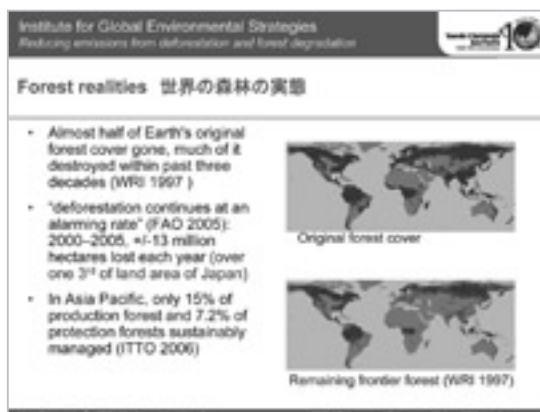 Institute for Global Environmental Strategies
Reducing emissions from deforestation and forest degradation
Forest realities 世界の森林の実態
• Almost half of Earth's original
forest cover gone, much of it
destroyed within past three
decades (WRI 1997 )
• "deforestation continues at an
alarming rate" (FAO 2005):
2000–2005, +/-13 million
hectares lost each year (over
one 3rd of land area of Japan)
• In Asia Pacific, only 15% of
production forest and 7.2% of
protection forests sustainably
managed (ITTO 2006)
Original forest cover
Remaining frontier forest (WRI 1997)